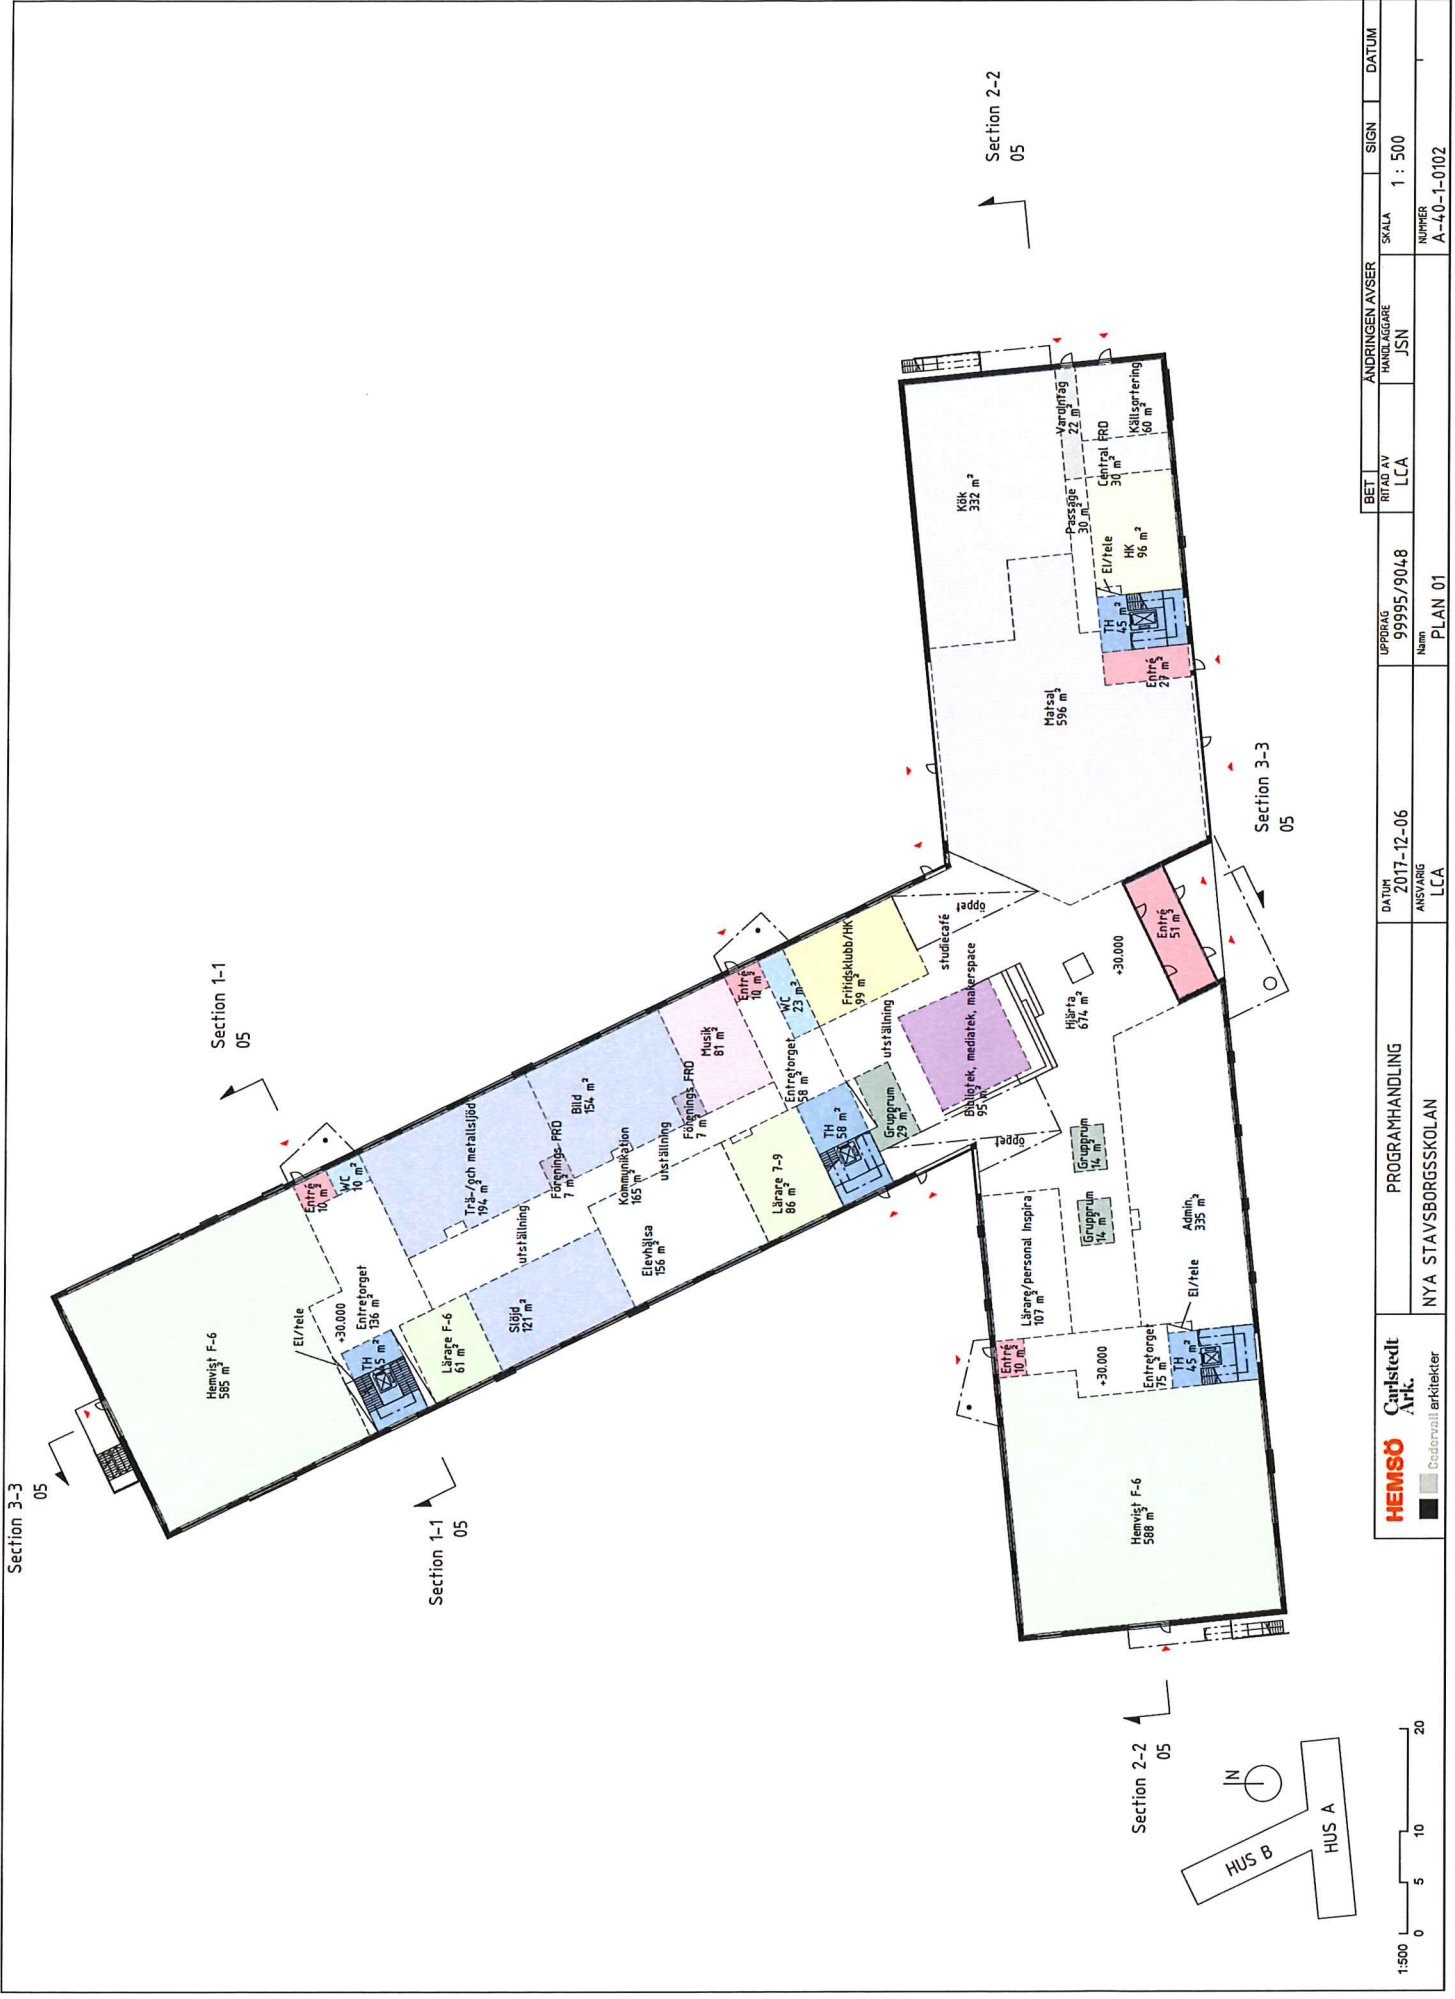 Section 3-3
05
Section 1-1
05
Section 1-1
05
Section 2-2
05
Section 2-2
05
Section 3-3
05
Hemvist F-6
585 m²
El/tele
+30.000
Entretorget
136 m²
TH
45 m²
Entré
10 m²
WC
10 m²
Lärare F-6
61 m²
Slöjd
121 m²
utställning
Trä-/och metallsljöd
194 m²
Förenings FRD
7 m²
Bild
154 m²
Kommunikation
165 m²
utställning
Elevhälsa
156 m²
Förenings FRD
7 m²
Musik
81 m²
Lärare 7-9
86 m²
Entré
10 m²
WC
23 m²
Entretorget
58 m²
TH
58 m²
Fritidsklubb/HK
99 m²
Grupprum
29 m²
utställning
studiecafé
öppet
öppet
Bibliotek, mediatek, makerspace
95 m²
Hjärta
674 m²
+30.000
Entré
51 m²
Matsal
596 m²
Kök
332 m²
Varuintag
22 m²
Passage
30 m²
Central FRD
30 m²
Källsortering
60 m²
El/tele
HK
96 m²
TH
45 m²
Entré
27 m²
Grupprum
14 m²
Grupprum
14 m²
Lärare/personal Inspira
107 m²
Admin.
335 m²
El/tele
Entré
10 m²
+30.000
Entretorget
75 m²
TH
45 m²
Hemvist F-6
588 m²
N
HUS B
HUS A
1:500
0 5 10 20
HEMSÖ
Carlstedt
Ark.
Cedervall arkitekter
PROGRAMHANDLING
NYA STAVSBORGSSKOLAN
DATUM
2017-12-06
ANSVARIG
LCA
UPPDRAG
99995/9048
Namn
PLAN 01
BET ÄNDRINGEN AVSER SIGN DATUM
RITAD AV
LCA
HANDLÄGGARE
JSN
SKALA
1 : 500
NUMMER
A-40-1-0102